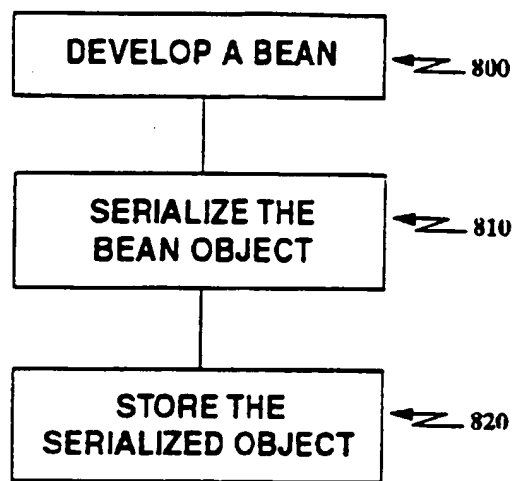 DEVELOP A BEAN
800
SERIALIZE THE
BEAN OBJECT
810
STORE THE
SERIALIZED OBJECT
820